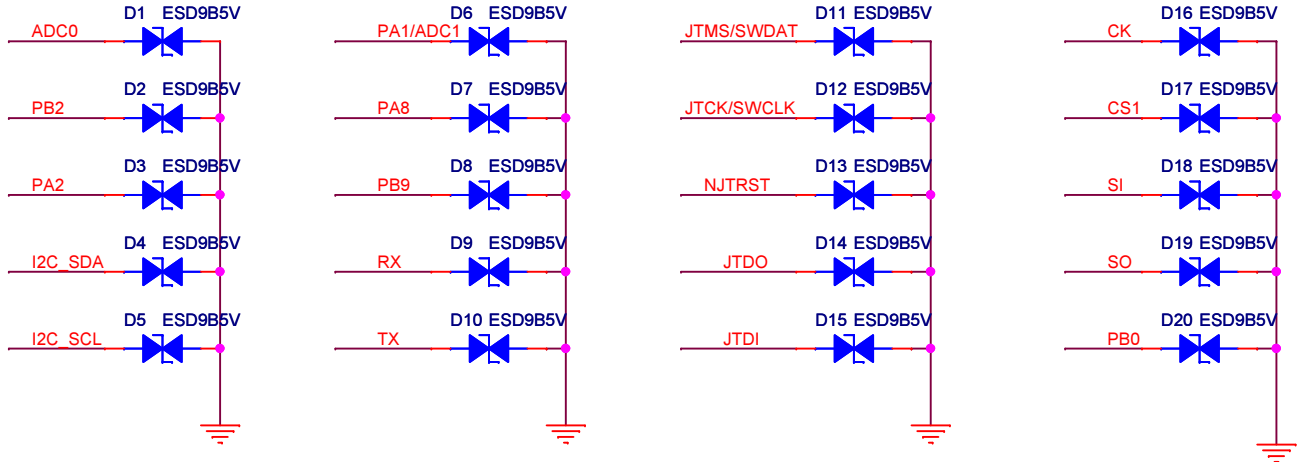 D1 ESD9B5V
ADC0
D2 ESD9B5V
PB2
D3 ESD9B5V
PA2
D4 ESD9B5V
I2C_SDA
D5 ESD9B5V
I2C_SCL
D6 ESD9B5V
PA1/ADC1
D7 ESD9B5V
PA8
D8 ESD9B5V
PB9
D9 ESD9B5V
RX
D10 ESD9B5V
TX
D11 ESD9B5V
JTMS/SWDAT
D12 ESD9B5V
JTCK/SWCLK
D13 ESD9B5V
NJTRST
D14 ESD9B5V
JTDO
D15 ESD9B5V
JTDI
D16 ESD9B5V
CK
D17 ESD9B5V
CS1
D18 ESD9B5V
SI
D19 ESD9B5V
SO
D20 ESD9B5V
PB0